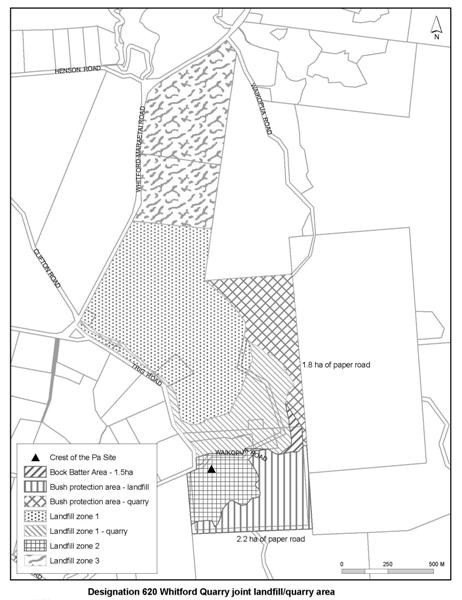 N
HENSON ROAD
WHITFORD-MARAETAI ROAD
WAIKOPUA ROAD
CLIFTON ROAD
1.8 ha of paper road
TRIG ROAD
WAIKOPUA ROAD
Crest of the Pa Site
Bock Batter Area - 1.5ha
Bush protection area - landfill
Bush protection area - quarry
Landfill zone 1
Landfill zone 1 - quarry
Landfill zone 2
Landfill zone 3
2.2 ha of paper road
0 250 500 M
Designation 620 Whitford Quarry joint landfill/quarry area